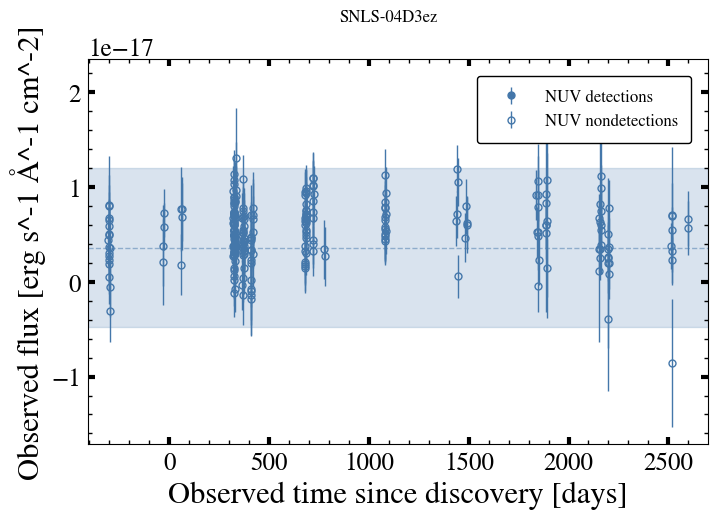 SNLS-04D3ez
1e−17
NUV detections
NUV nondetections
2
1
0
−1
Observed flux [erg s^-1 Å^-1 cm^-2]
0 500 1000 1500 2000 2500
Observed time since discovery [days]